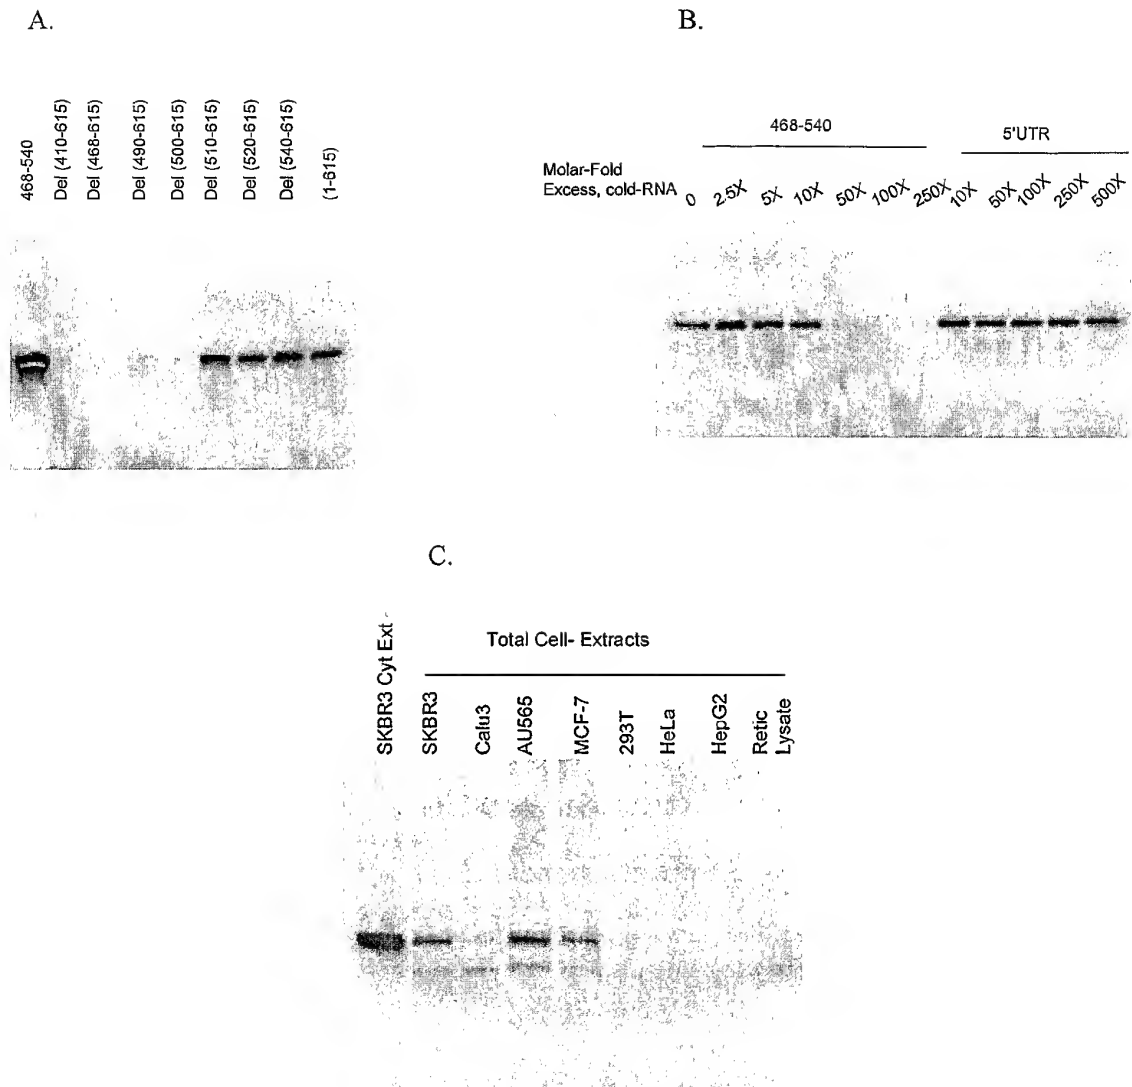 A.
468-540
Del (410-615)
Del (468-615)
Del (490-615)
Del (500-615)
Del (510-615)
Del (520-615)
Del (540-615)
(1-615)
B.
468-540
5'UTR
Molar-Fold
Excess, cold-RNA
0
2.5X
5X
10X
50X
100X
250X
10X
50X
100X
250X
500X
C.
Total Cell- Extracts
SKBR3 Cyt Ext
SKBR3
Calu3
AU565
MCF-7
293T
HeLa
HepG2
Retic
Lysate